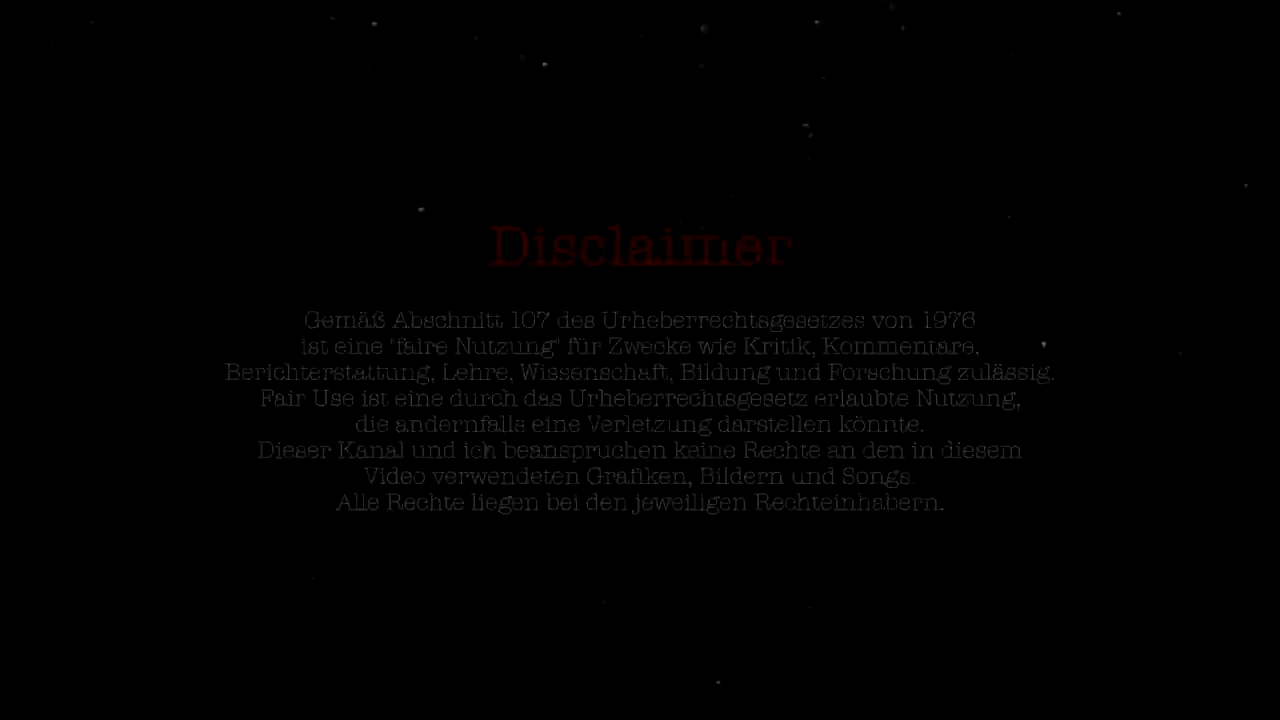 Disclaimer
Gemäß Abschnitt 107 des Urheberrechtsgesetzes von 1976
ist eine "faire Nutzung" für Zwecke wie Kritik, Kommentare,
Berichterstattung, Lehre, Wissenschaft, Bildung und Forschung zulässig.
Fair Use ist eine durch das Urheberrechtsgesetz erlaubte Nutzung,
die andernfalls eine Verletzung darstellen könnte.
Dieser Kanal und ich beanspruchen keine Rechte an den in diesem
Video verwendeten Grafiken, Bildern und Songs.
Alle Rechte liegen bei den jeweiligen Rechteinhabern.